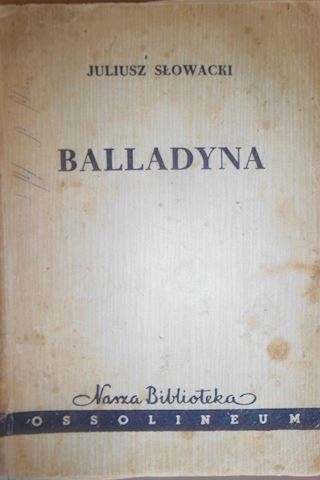 JULIUSZ SŁOWACKI
BALLADYNA
Nasza Biblioteka
OSSOLINEUM